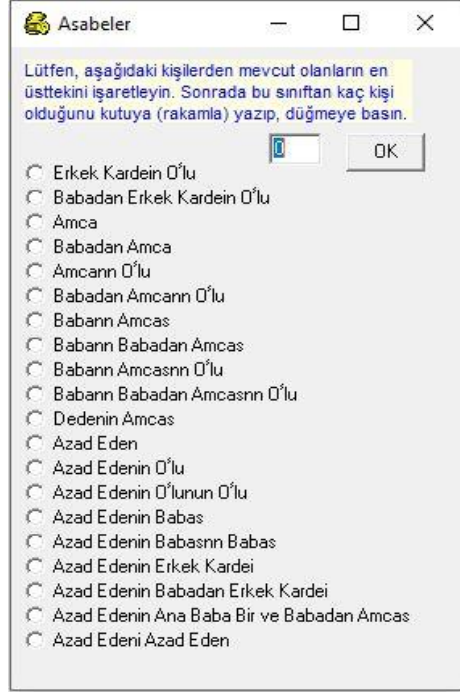 Asabeler
Lütfen, aşağıdaki kişilerden mevcut olanların en
üsttekini işaretleyin. Sonrada bu sınıftan kaç kişi
olduğunu kutuya (rakamla) yazıp, düğmeye basın.
0 OK
Erkek Kardein O°lu
Babadan Erkek Kardein O°lu
Amca
Babadan Amca
Amcann O°lu
Babadan Amcann O°lu
Babann Amcas
Babann Babadan Amcas
Babann Amcasnn O°lu
Babann Babadan Amcasnn O°lu
Dedenin Amcas
Azad Eden
Azad Edenin O°lu
Azad Edenin O°lunun O°lu
Azad Edenin Babas
Azad Edenin Babasnn Babas
Azad Edenin Erkek Kardei
Azad Edenin Babadan Erkek Kardei
Azad Edenin Ana Baba Bir ve Babadan Amcas
Azad Edeni Azad Eden